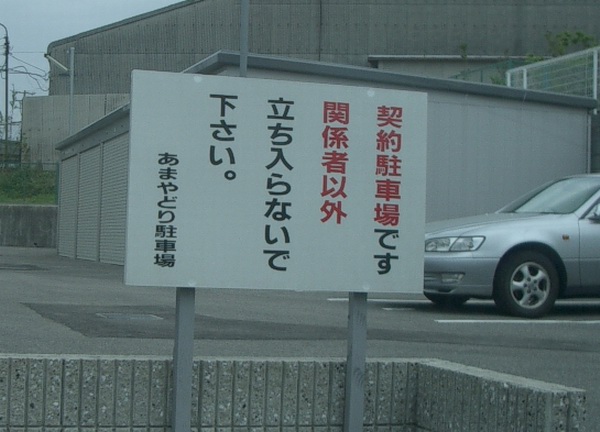 契約駐車場です
関係者以外
立ち入らないで
下さい。
あまやどり駐車場